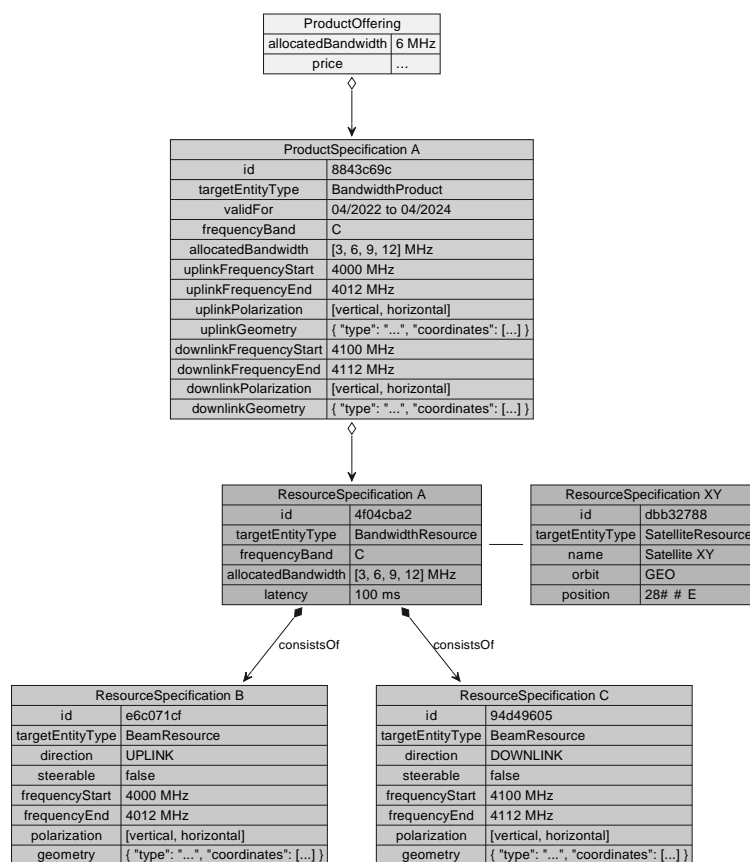 ProductOffering
allocatedBandwidth 6 MHz
price ...
ProductSpecification A
id 8843c69c
targetEntityType BandwidthProduct
validFor 04/2022 to 04/2024
frequencyBand C
allocatedBandwidth [3, 6, 9, 12] MHz
uplinkFrequencyStart 4000 MHz
uplinkFrequencyEnd 4012 MHz
uplinkPolarization [vertical, horizontal]
uplinkGeometry { "type": "...", "coordinates": [...] }
downlinkFrequencyStart 4100 MHz
downlinkFrequencyEnd 4112 MHz
downlinkPolarization [vertical, horizontal]
downlinkGeometry { "type": "...", "coordinates": [...] }
ResourceSpecification A
id 4f04cba2
targetEntityType BandwidthResource
frequencyBand C
allocatedBandwidth [3, 6, 9, 12] MHz
latency 100 ms
ResourceSpecification XY
id dbb32788
targetEntityType SatelliteResource
name Satellite XY
orbit GEO
position 28# # E
consistsOf
consistsOf
ResourceSpecification B
id e6c071cf
targetEntityType BeamResource
direction UPLINK
steerable false
frequencyStart 4000 MHz
frequencyEnd 4012 MHz
polarization [vertical, horizontal]
geometry { "type": "...", "coordinates": [...] }
ResourceSpecification C
id 94d49605
targetEntityType BeamResource
direction DOWNLINK
steerable false
frequencyStart 4100 MHz
frequencyEnd 4112 MHz
polarization [vertical, horizontal]
geometry { "type": "...", "coordinates": [...] }